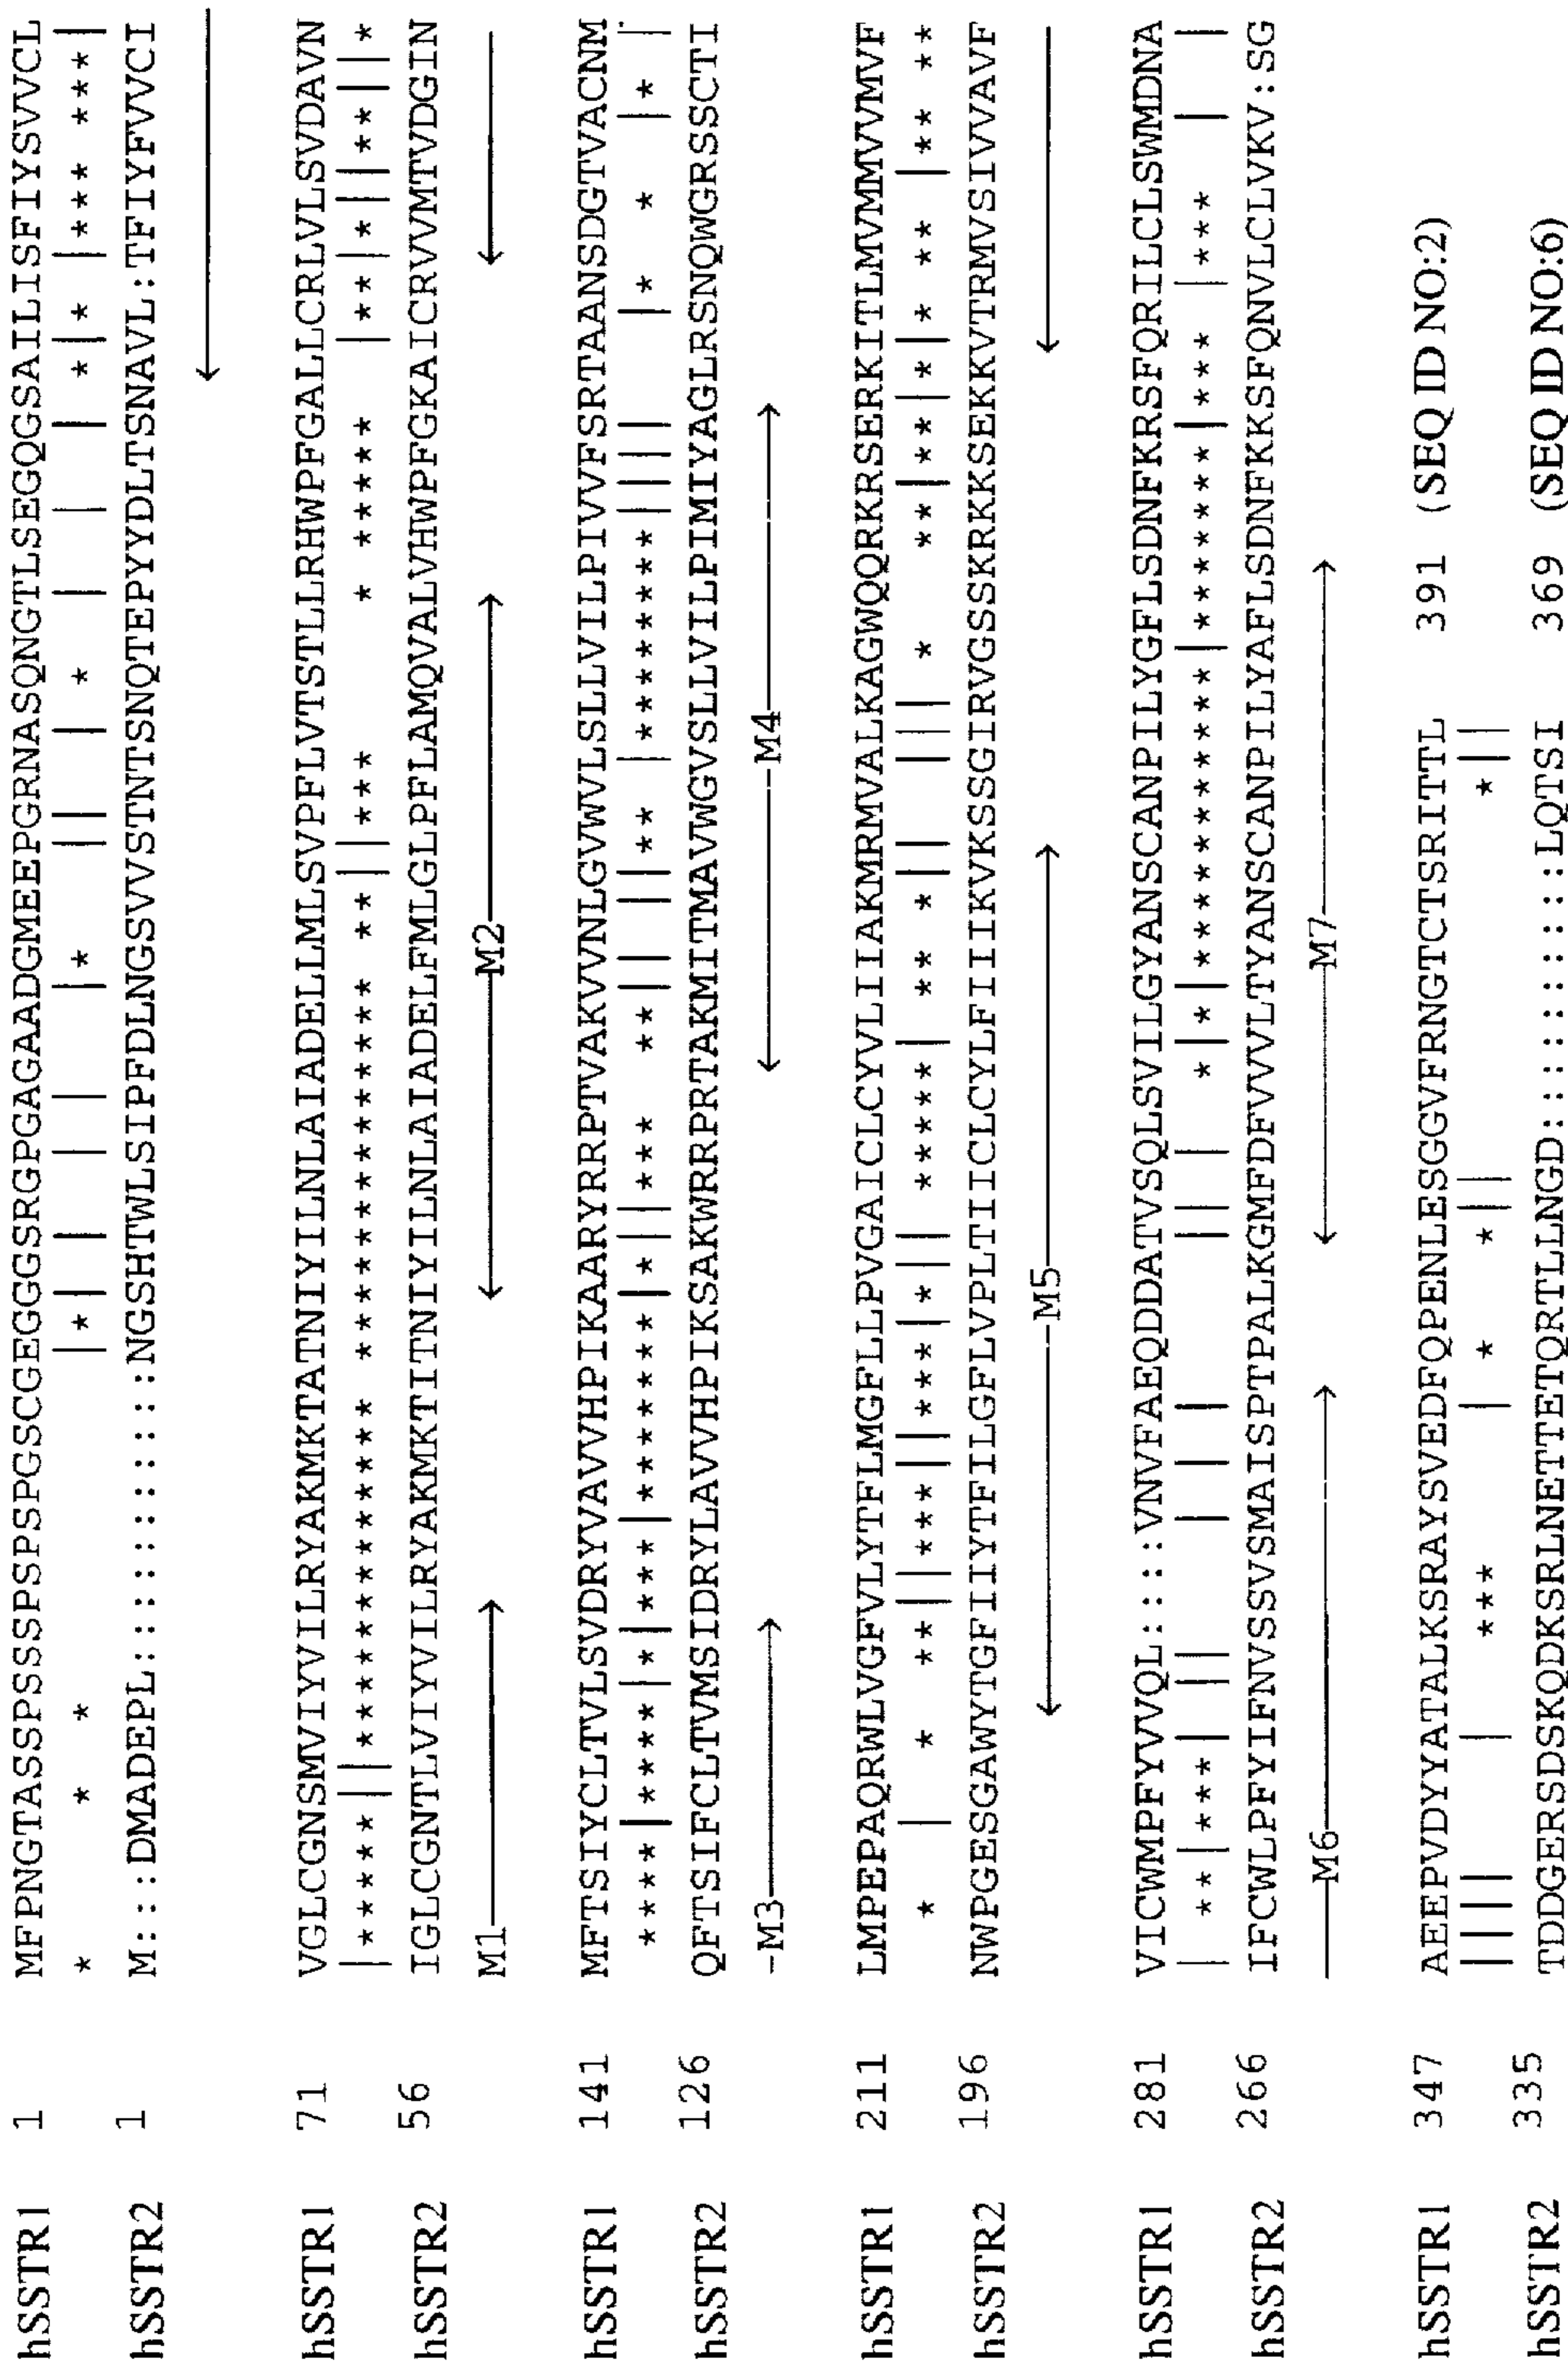 hSSTR1 1 MFPNGTASSPSSSPSPSPGSCGEGGGSRGPGAGAADGMEEPGRNASQNGTLSEGQGSAILISFIYSVVCL
* * * |*| | | | |* || | * | | | *|* |*** ***|
hSSTR2 1 M:::DMADEPL:::::::::::NGSHTWLSIPFDLNGSVVSTNTSNQTEPYYDLTSNAVL:TFIYFVVCI
hSSTR1 71 VGLCGNSMVIYVILRYAKMKTATNIYILNLAIADELLMLSVPFLVTSTLLRHWPFGALLCRLVLSVDAVN
|*****||************* ************** ** ||**** * ***** |**|*||**||*
hSSTR2 56 IGLCGNTLVIYVILRYAKMKTITNIYILNLAIADELFMLGLPFLAMQVALVHWPFGKAICRVVMTVDGIN
M1 M2
hSSTR1 141 MFTSIYCLTVLSVDRYVAVVHPIKAARYRRPTVAKVVNLGVWVLSLLVILPIVVFSRTAANSDGTVACNM
****|****|*|***|*******|*||*** ** || ||** |********|||| |* * |* |
hSSTR2 126 QFTSIFCLTVMSIDRYLAVVHPIKSAKWRRPRTAKMITMAVWGVSLLVILPIMIYAGLRSNQWGRSSCTI
M3 M4
hSSTR1 211 LMPEPAQRWLVGFVLYTFLMGFLLPVGAICLCYVLIIAKMRMVALKAGWQQRKRSERKITLMVMMVVMVF
* | * **||***||***|*|| *****| ** *|| ||| * **|**|*|* ** |** **
hSSTR2 196 NWPGESGAWYTGFIIYTFILGFLVPLTIICLCYLFIIIKVKSSGIRVGSSKRKKSEKKVTRMVSIVVAVF
M5
hSSTR1 281 VICWMPFYVVQL::::VNVFAEQDDATVSQLSVILGYANSCANPILYGFLSDNFKRSFQRILCLSWMDNA
| **|***| || | | | || | *|*|***********|*******|*** |*** | |
hSSTR2 266 IFCWLPFYIFNVSSVSMAISPTPALKGMFDFVVVLTYANSCANPILYAFLSDNFKKSFQNVLCLVKV:SG
M6 M7
hSSTR1 347 AEEPVDYYATALKSRAYSVEDFQPENLESGGVFRNGTCTSRITTL 391 (SEQ ID NO:2)
|||| | *** | * *|| *||
hSSTR2 335 TDDGERSDSKQDKSRLNETTETQRTLLNGD::::::::::LQTSI 369 (SEQ ID NO:6)